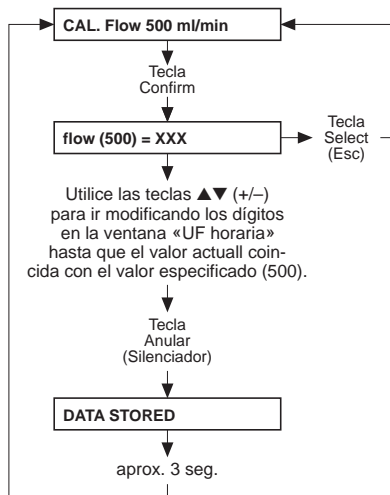 CAL. Flow 500 ml/min
Tecla
Confirm
flow (500) = XXX
Tecla
Select
(Esc)
Utilice las teclas ▲▼ (+/–)
para ir modificando los dígitos
en la ventana «UF horaria»
hasta que el valor actuall coin-
cida con el valor especificado (500).
Tecla
Anular
(Silenciador)
DATA STORED
aprox. 3 seg.